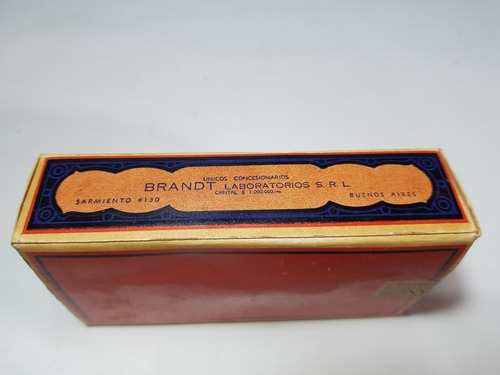 UNICOS CONCESIONARIOS
BRANDT LABORATORIOS S.R.L.
CAPITAL $ 1.000.000.
SARMIENTO 4130
BUENOS AIRES